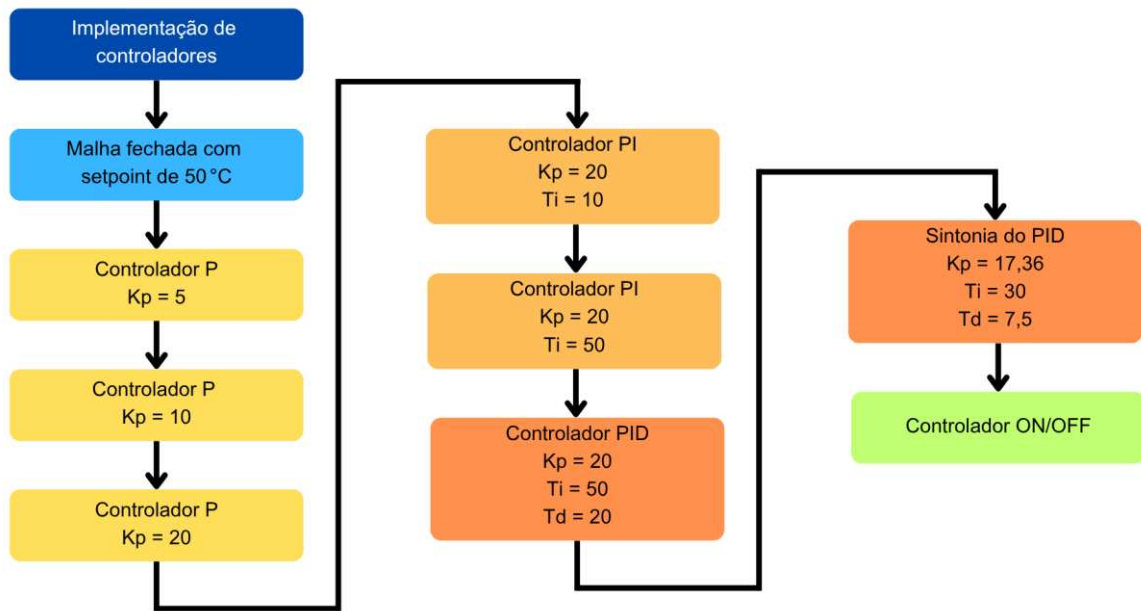 Implementação de
controladores
Malha fechada com
setpoint de 50 °C
Controlador P
Kp = 5
Controlador P
Kp = 10
Controlador P
Kp = 20
Controlador PI
Kp = 20
Ti = 10
Controlador PI
Kp = 20
Ti = 50
Controlador PID
Kp = 20
Ti = 50
Td = 20
Sintonia do PID
Kp = 17,36
Ti = 30
Td = 7,5
Controlador ON/OFF